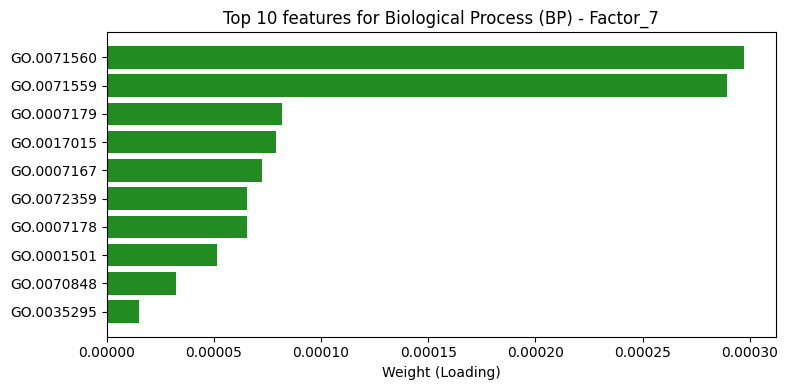 Top 10 features for Biological Process (BP) - Factor_7
GO.0071560
GO.0071559
GO.0007179
GO.0017015
GO.0007167
GO.0072359
GO.0007178
GO.0001501
GO.0070848
GO.0035295
0.00000 0.00005 0.00010 0.00015 0.00020 0.00025 0.00030
Weight (Loading)